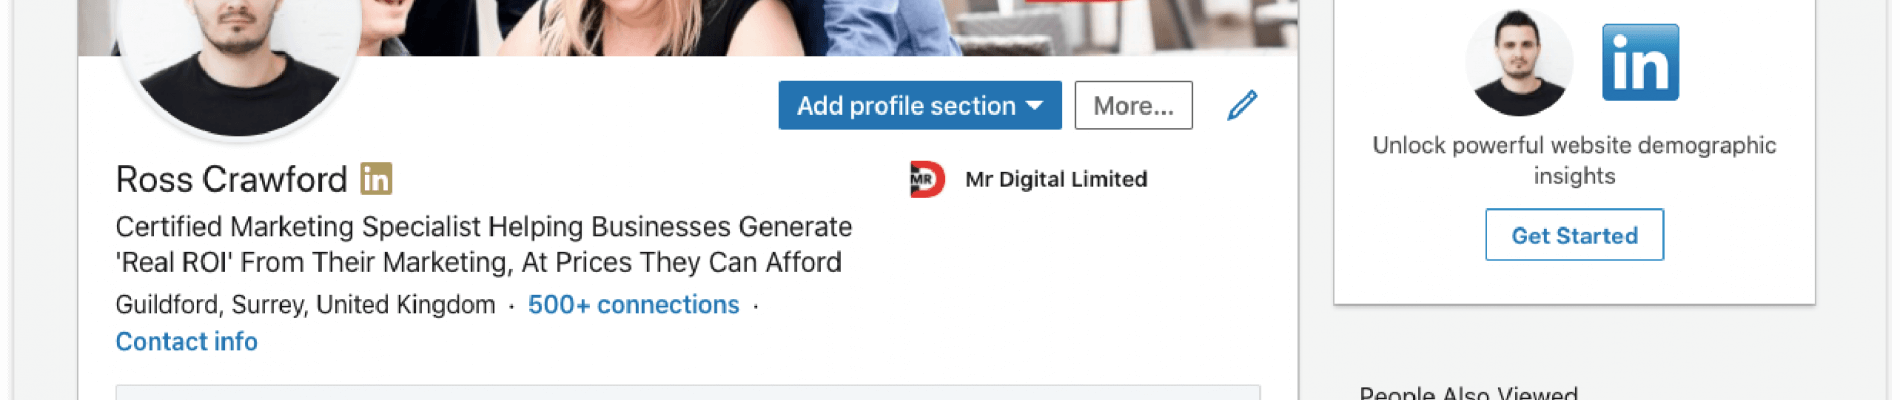 Add profile section
More...
in
Ross Crawford in
MR Mr Digital Limited
Certified Marketing Specialist Helping Businesses Generate
'Real ROI' From Their Marketing, At Prices They Can Afford
Guildford, Surrey, United Kingdom · 500+ connections ·
Contact info
Unlock powerful website demographic
insights
Get Started
People Also Viewed